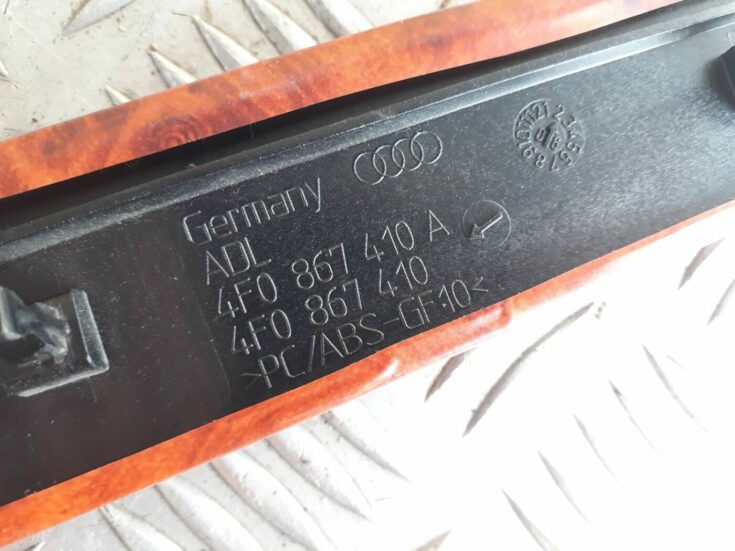 Germany
ADL
4F0 867 410 A
4F0 867 410
>PC/ABS-GF10<